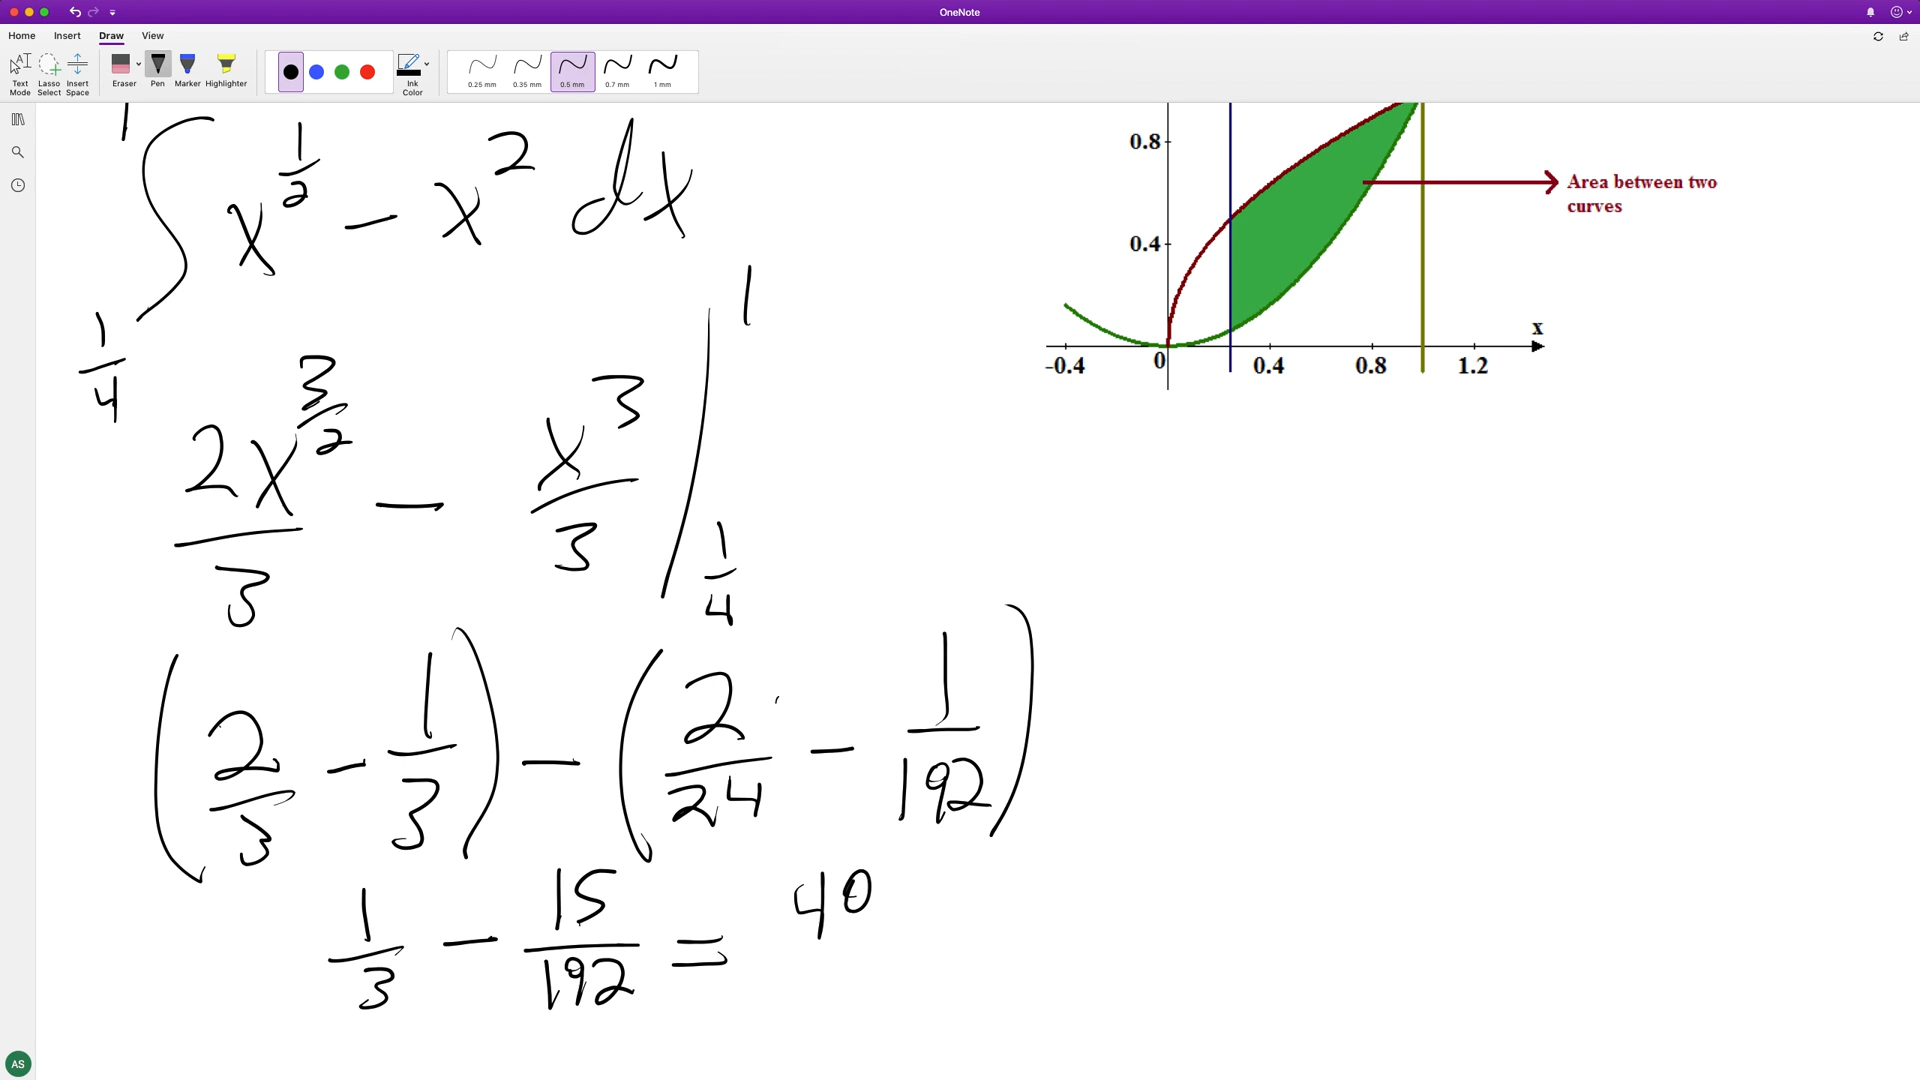 OneNote
Home Insert Draw View
Text Mode Lasso Select Insert Space Eraser Pen Marker Highlighter Ink Color 0.25 mm 0.35 mm 0.5 mm 0.7 mm 1 mm
1
∫ x^(1/2) - x^2 dx
1/4
2x^(3/2)/3 - x^3/3 | 1
1/4
(2/3 - 1/3) - (2/24 - 1/192)
1/3 - 15/192 = 40
0.8
Area between two
curves
0.4
x
-0.4 0 0.4 0.8 1.2
AS